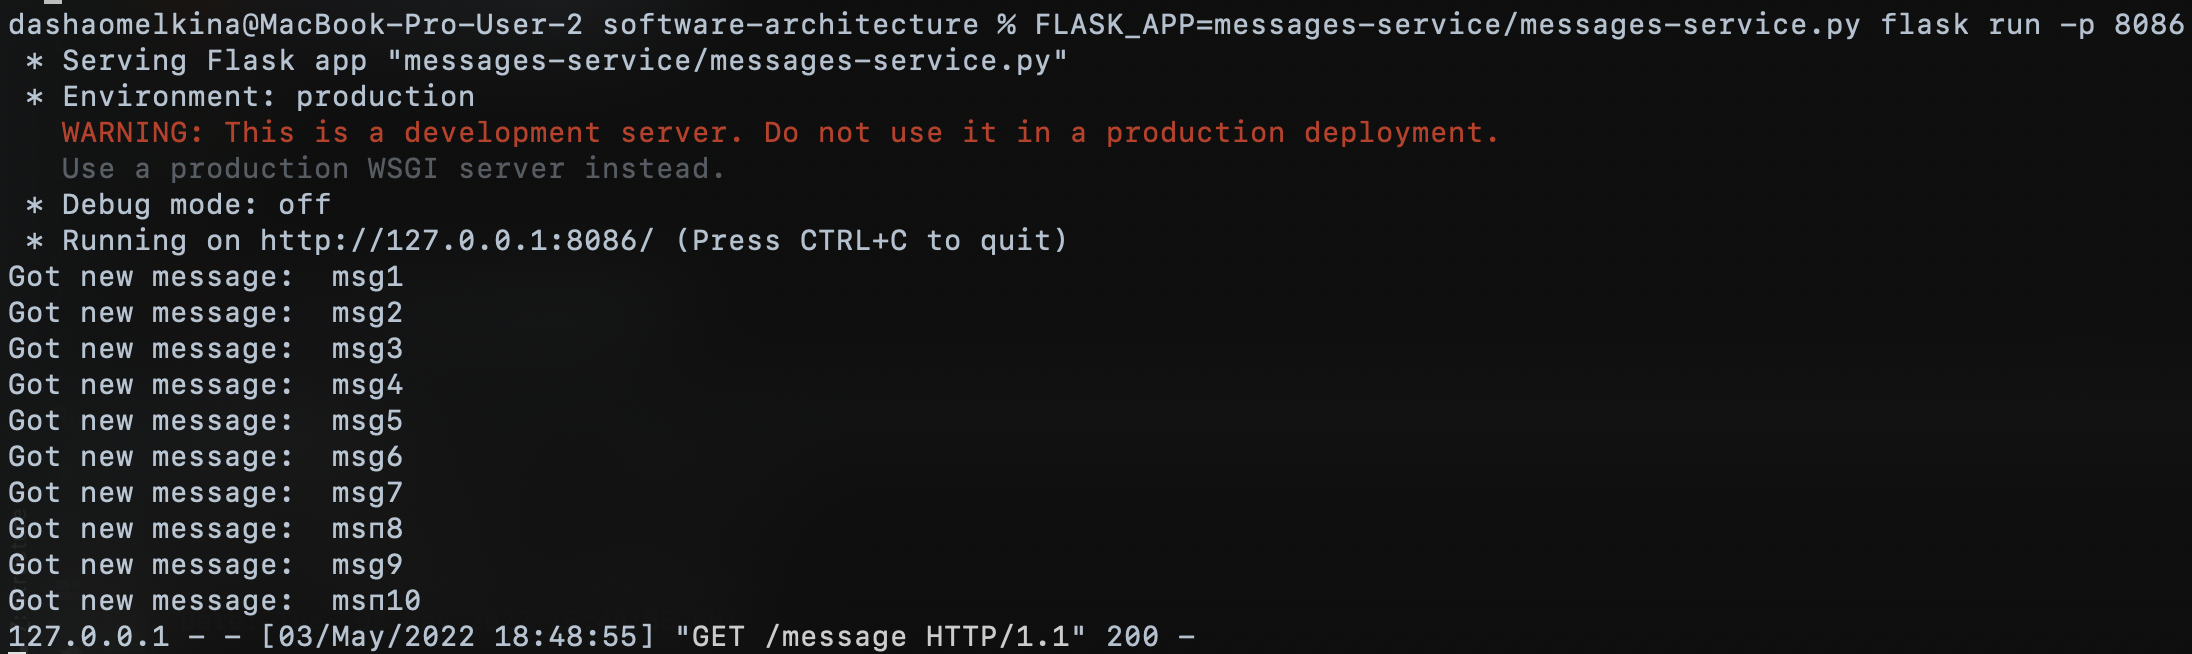 dashaomelkina@MacBook-Pro-User-2 software-architecture % FLASK_APP=messages-service/messages-service.py flask run -p 8086
 * Serving Flask app "messages-service/messages-service.py"
 * Environment: production
   WARNING: This is a development server. Do not use it in a production deployment.
   Use a production WSGI server instead.
 * Debug mode: off
 * Running on http://127.0.0.1:8086/ (Press CTRL+C to quit)
Got new message:  msg1
Got new message:  msg2
Got new message:  msg3
Got new message:  msg4
Got new message:  msg5
Got new message:  msg6
Got new message:  msg7
Got new message:  msп8
Got new message:  msg9
Got new message:  msп10
127.0.0.1 - - [03/May/2022 18:48:55] "GET /message HTTP/1.1" 200 -